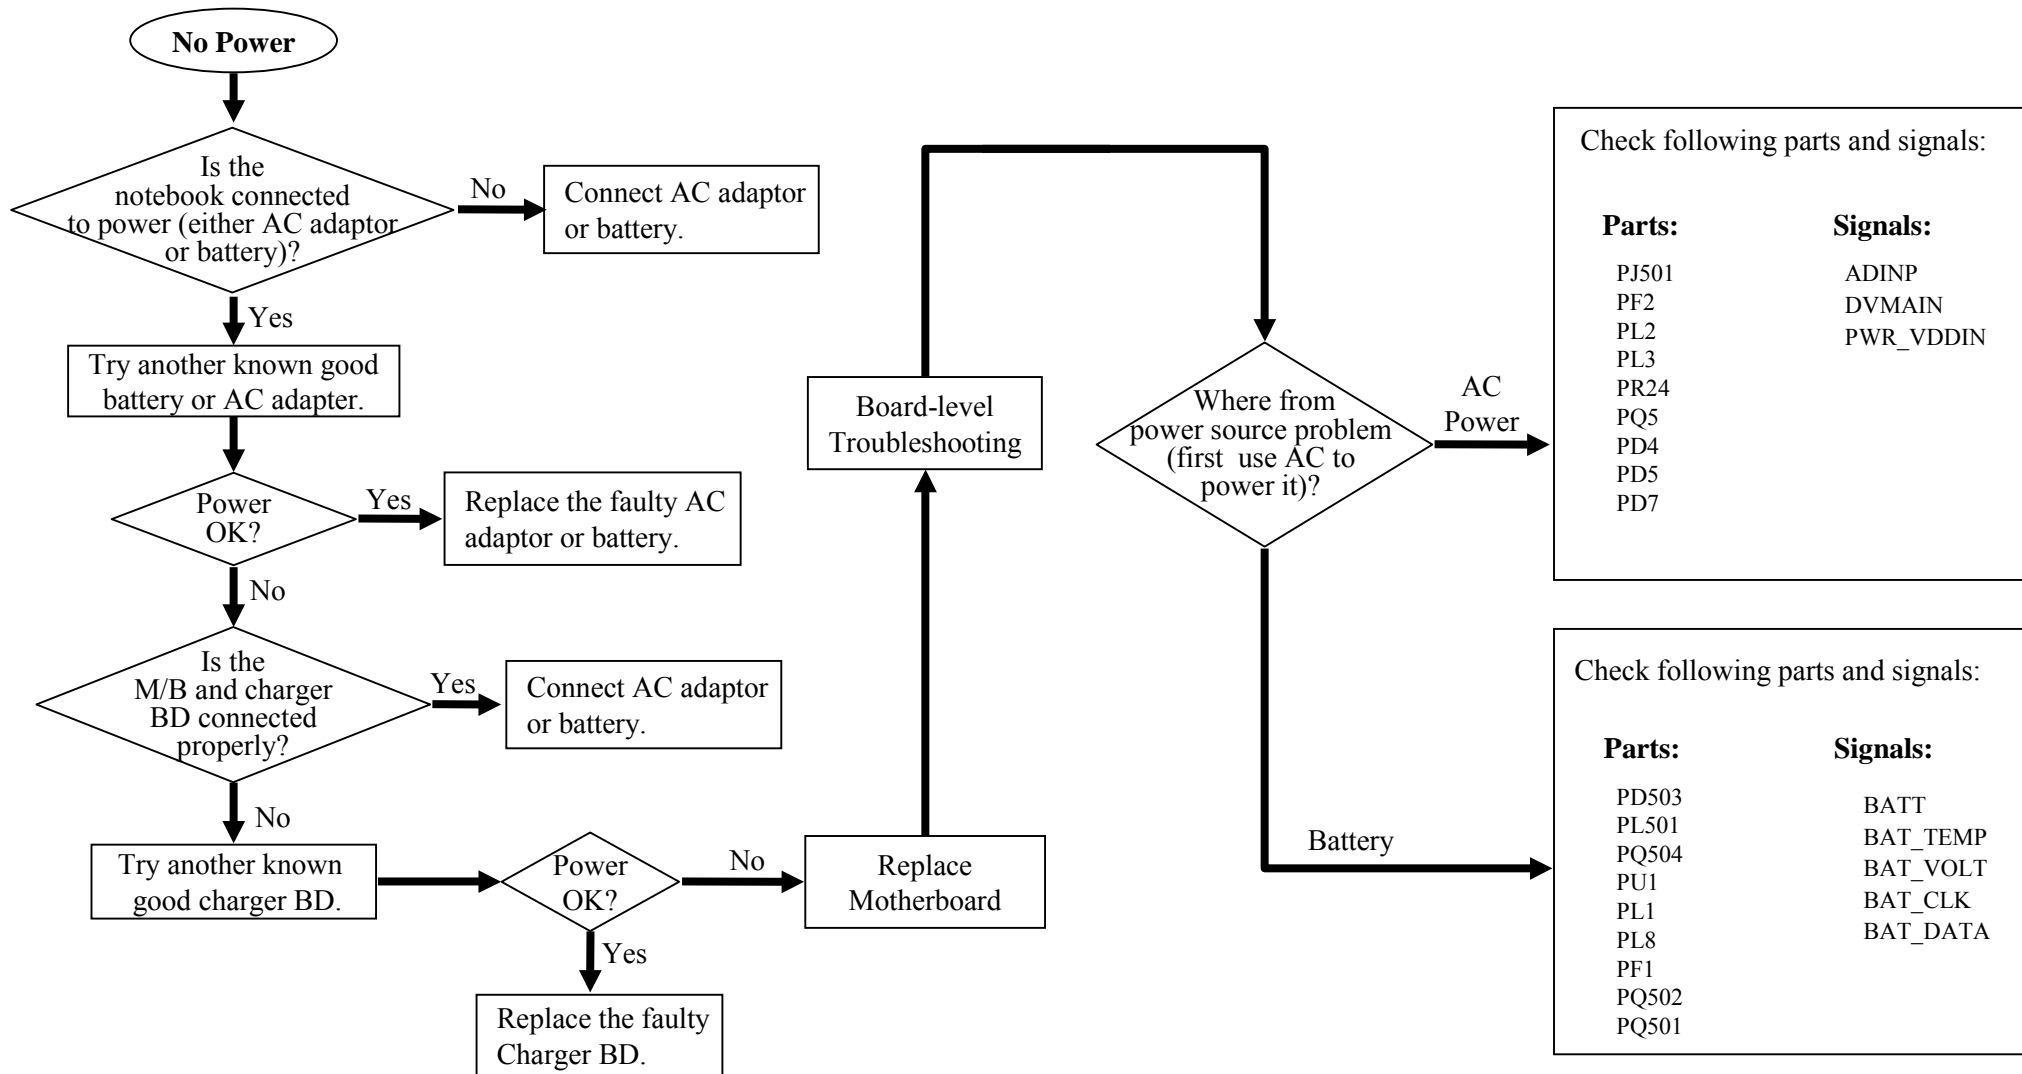 No Power
Is the
notebook connected
to power (either AC adaptor
or battery)?
No
Connect AC adaptor
or battery.
Yes
Try another known good
battery or AC adapter.
Power
OK?
Yes
Replace the faulty AC
adaptor or battery.
No
Is the
M/B and charger
BD connected
properly?
Yes
Connect AC adaptor
or battery.
No
Try another known
good charger BD.
Power
OK?
No
Replace
Motherboard
Yes
Replace the faulty
Charger BD.
Board-level
Troubleshooting
Where from
power source problem
(first use AC to
power it)?
AC
Power
Battery
Check following parts and signals:
Parts:
PJ501
PF2
PL2
PL3
PR24
PQ5
PD4
PD5
PD7
Signals:
ADINP
DVMAIN
PWR_VDDIN
Check following parts and signals:
Parts:
PD503
PL501
PQ504
PU1
PL1
PL8
PF1
PQ502
PQ501
Signals:
BATT
BAT_TEMP
BAT_VOLT
BAT_CLK
BAT_DATA